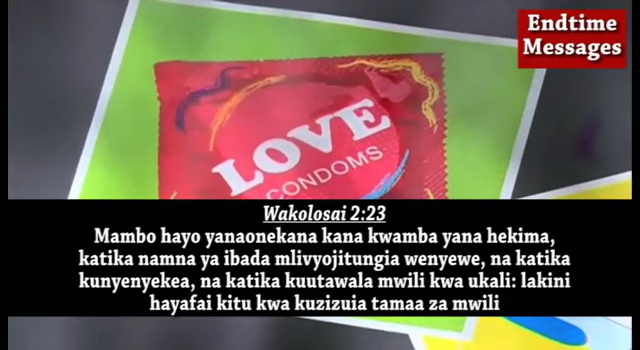 Endtime
Messages
LOVE
CONDOMS
Wakolosai 2:23
Mambo hayo yanaonekana kana kwamba yana hekima,
katika namna ya ibada mlivyojitungia wenyewe, na katika
kunyenyekea, na katika kuutawala mwili kwa ukali: lakini
hayafai kitu kwa kuzizuia tamaa za mwili